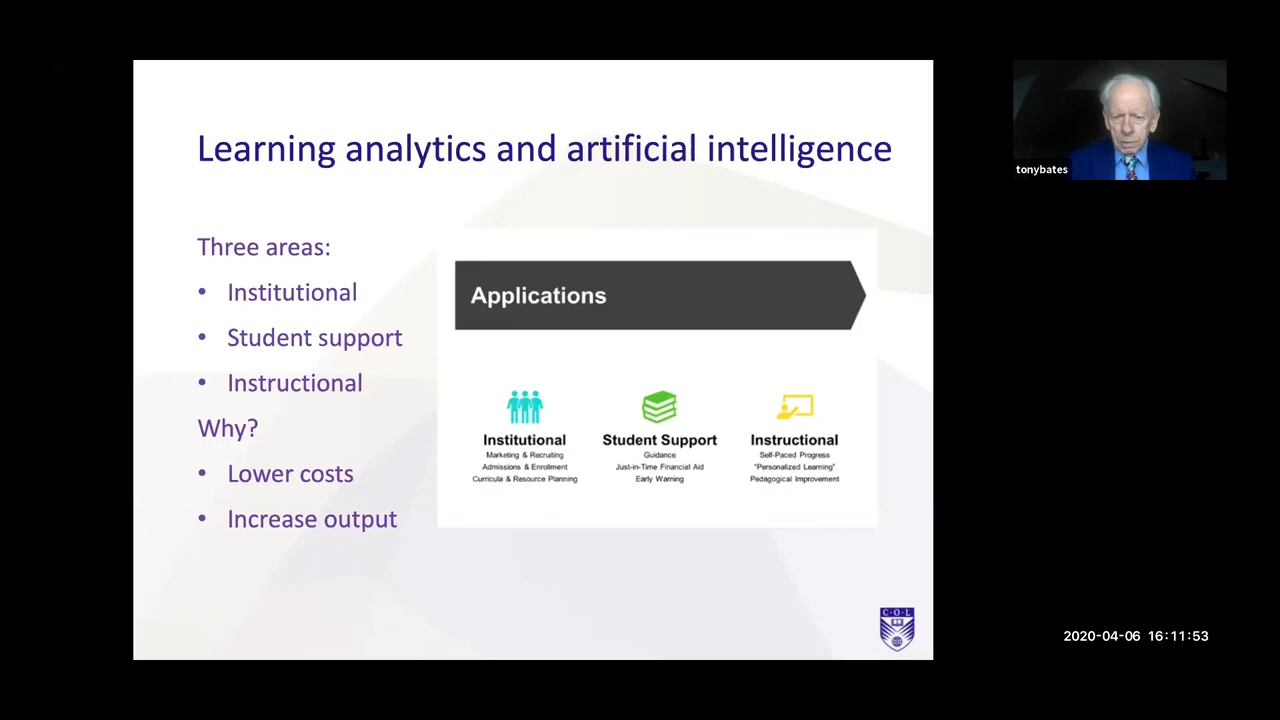 Learning analytics and artificial intelligence
Three areas:
• Institutional
• Student support
• Instructional
Why?
• Lower costs
• Increase output
Applications
Institutional
Marketing & Recruiting
Admissions & Enrollment
Curricula & Resource Planning
Student Support
Guidance
Just-in-Time Financial Aid
Early Warning
Instructional
Self-Paced Progress
"Personalized Learning"
Pedagogical Improvement
C·O·L
tonybates
2020-04-06 16:11:53